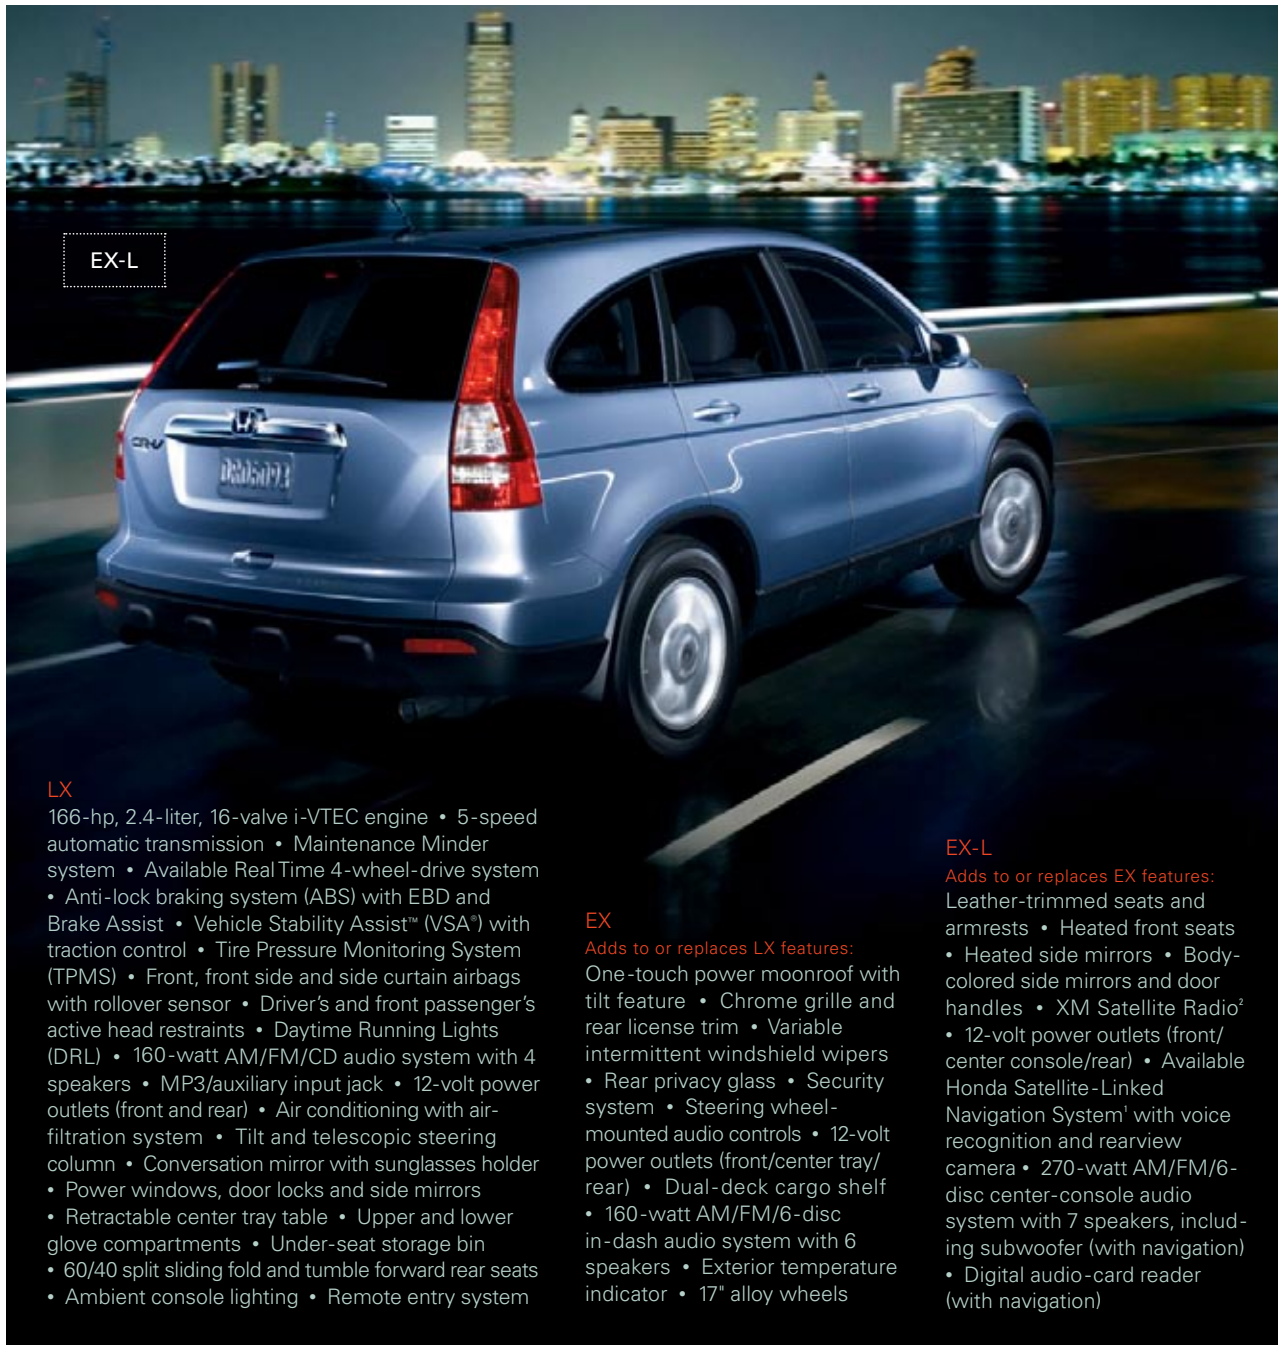 EX-L
CR-V
DR05093
LX
166-hp, 2.4-liter, 16-valve i-VTEC engine • 5-speed
automatic transmission • Maintenance Minder
system • Available Real Time 4-wheel-drive system
• Anti-lock braking system (ABS) with EBD and
Brake Assist • Vehicle Stability Assist™ (VSA®) with
traction control • Tire Pressure Monitoring System
(TPMS) • Front, front side and side curtain airbags
with rollover sensor • Driver's and front passenger's
active head restraints • Daytime Running Lights
(DRL) • 160-watt AM/FM/CD audio system with 4
speakers • MP3/auxiliary input jack • 12-volt power
outlets (front and rear) • Air conditioning with air-
filtration system • Tilt and telescopic steering
column • Conversation mirror with sunglasses holder
• Power windows, door locks and side mirrors
• Retractable center tray table • Upper and lower
glove compartments • Under-seat storage bin
• 60/40 split sliding fold and tumble forward rear seats
• Ambient console lighting • Remote entry system
EX
Adds to or replaces LX features:
One-touch power moonroof with
tilt feature • Chrome grille and
rear license trim • Variable
intermittent windshield wipers
• Rear privacy glass • Security
system • Steering wheel-
mounted audio controls • 12-volt
power outlets (front/center tray/
rear) • Dual-deck cargo shelf
• 160-watt AM/FM/6-disc
in-dash audio system with 6
speakers • Exterior temperature
indicator • 17" alloy wheels
EX-L
Adds to or replaces EX features:
Leather-trimmed seats and
armrests • Heated front seats
• Heated side mirrors • Body-
colored side mirrors and door
handles • XM Satellite Radio²
• 12-volt power outlets (front/
center console/rear) • Available
Honda Satellite-Linked
Navigation System¹ with voice
recognition and rearview
camera • 270-watt AM/FM/6-
disc center-console audio
system with 7 speakers, includ-
ing subwoofer (with navigation)
• Digital audio-card reader
(with navigation)